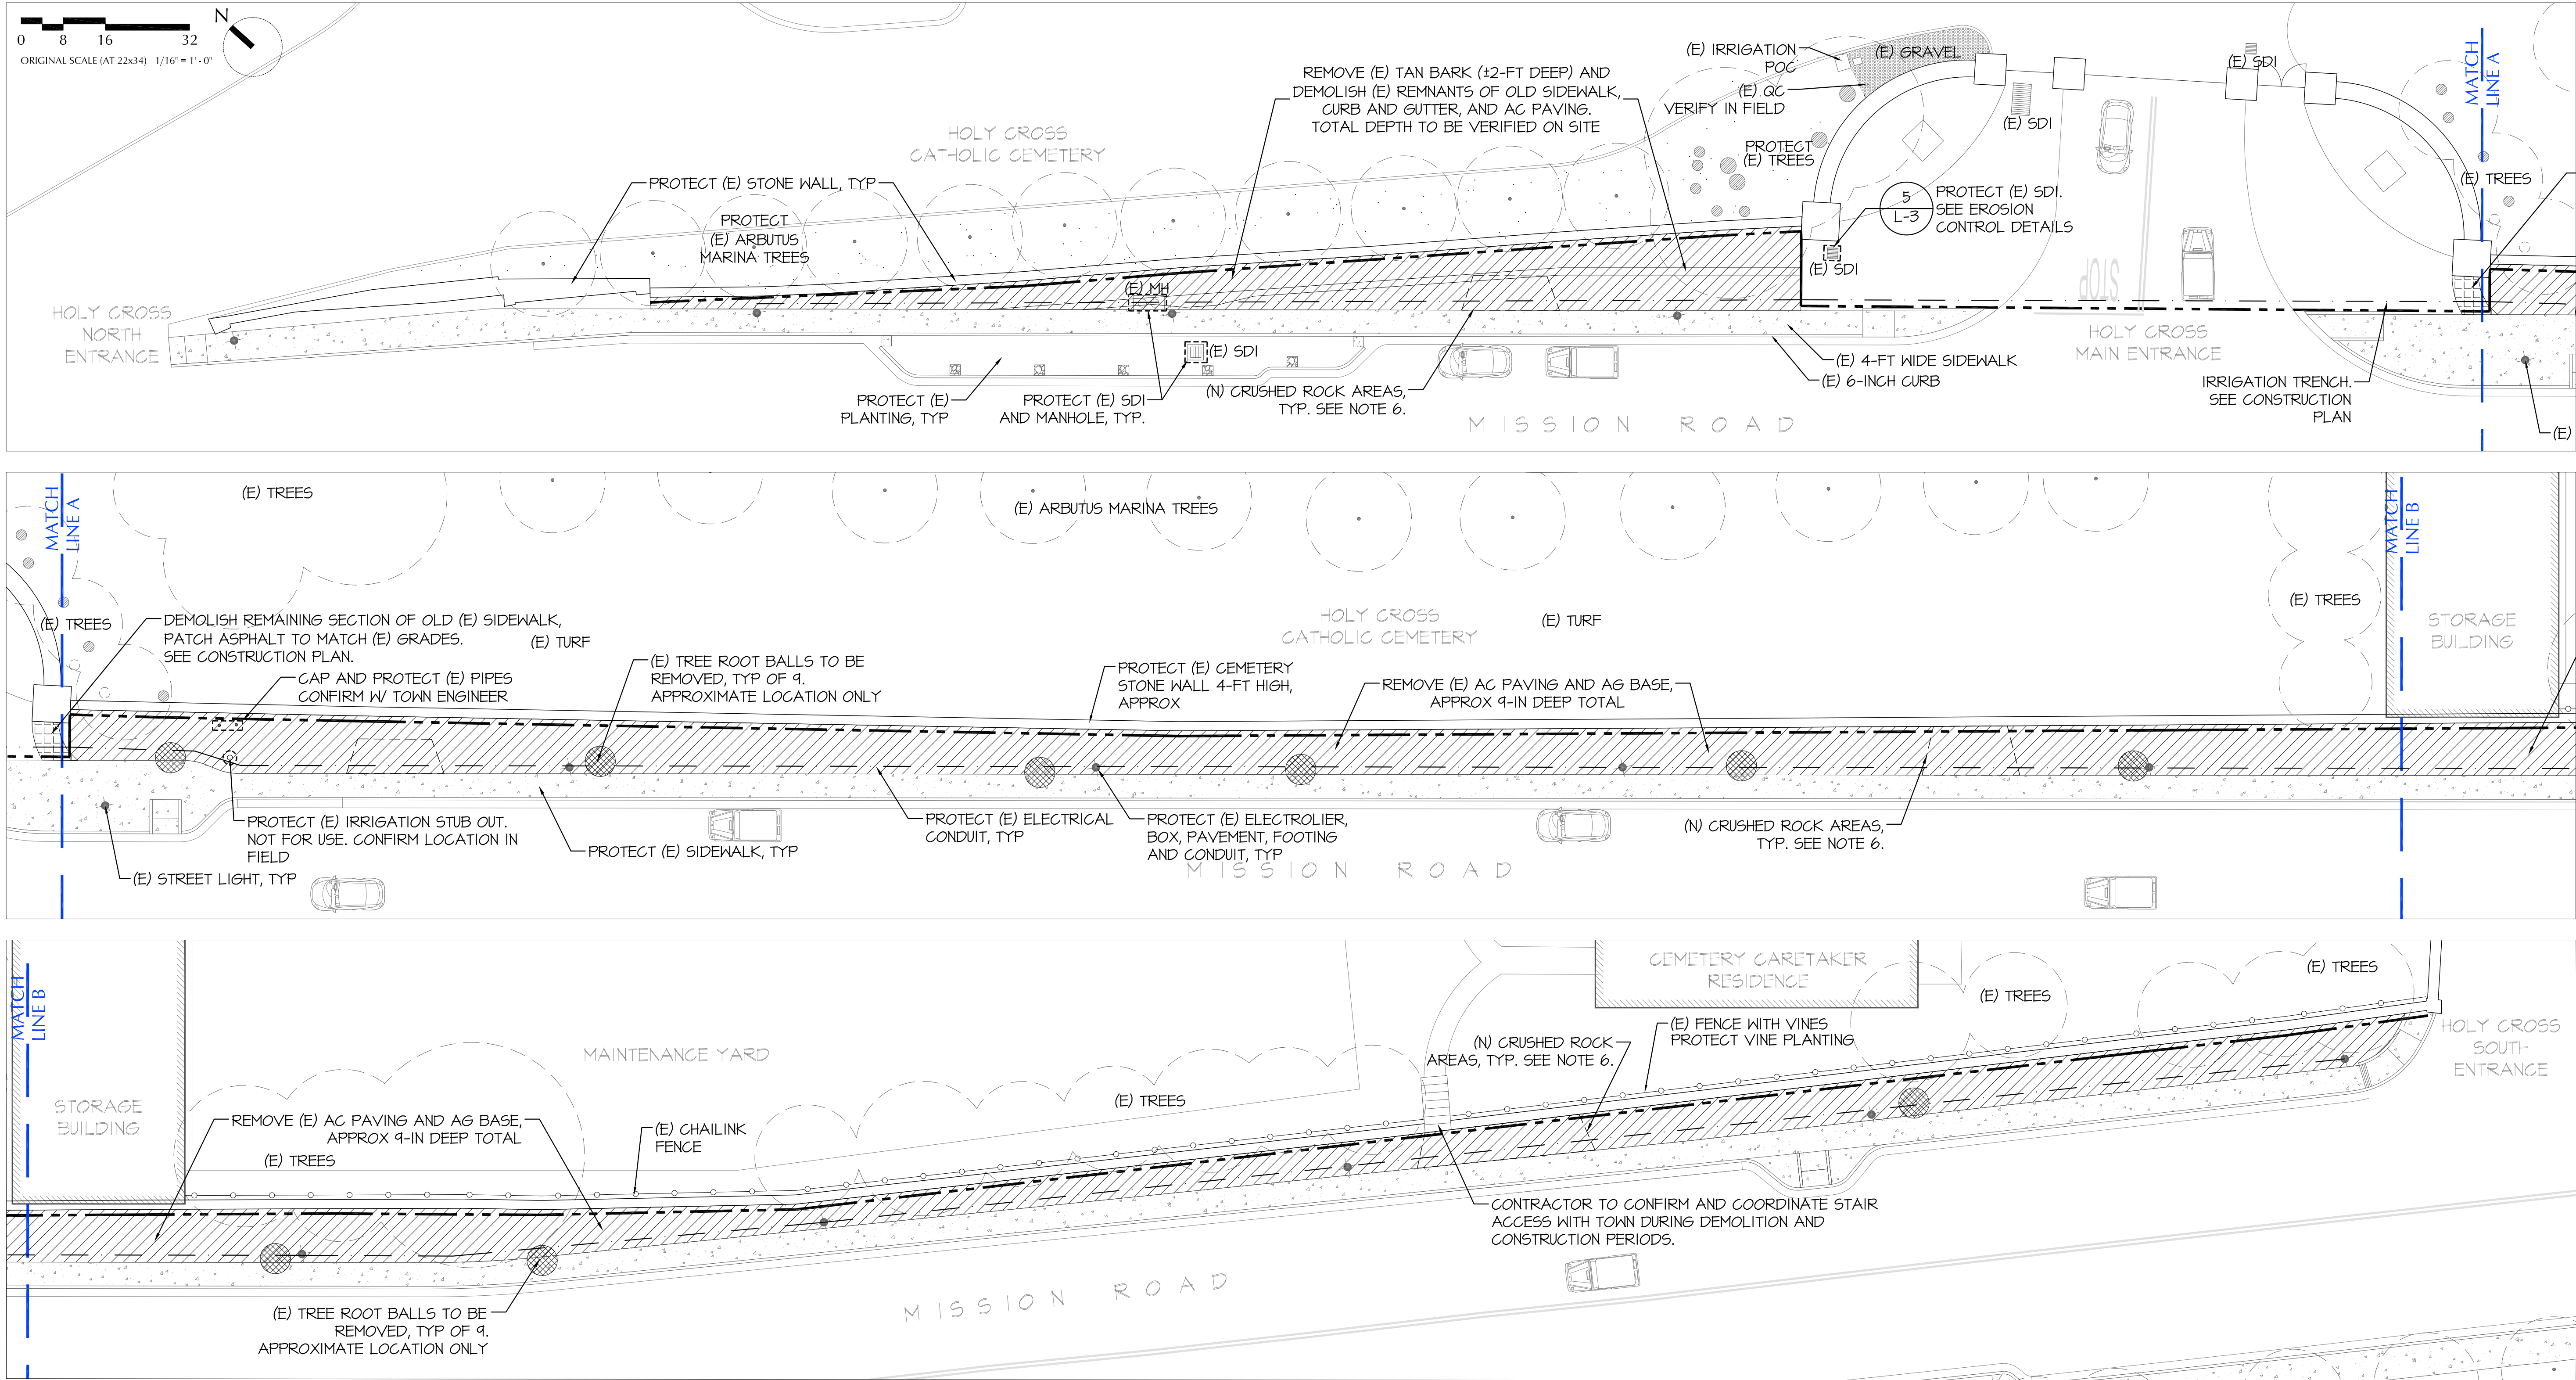 N
0 8 16 32
ORIGINAL SCALE (AT 22x34) 1/16" = 1' - 0"
HOLY CROSS
CATHOLIC CEMETERY
REMOVE (E) TAN BARK (±2-FT DEEP) AND
DEMOLISH (E) REMNANTS OF OLD SIDEWALK,
CURB AND GUTTER, AND AC PAVING.
TOTAL DEPTH TO BE VERIFIED ON SITE
(E) IRRIGATION
POC
(E) GRAVEL
(E) QC
VERIFY IN FIELD
PROTECT
(E) TREES
(E) SDI
(E) SDI
MATCH
LINE A
(E) TREES
5
L-3
PROTECT (E) SDI.
SEE EROSION
CONTROL DETAILS
(E) SDI
PROTECT (E) STONE WALL, TYP
PROTECT
(E) ARBUTUS
MARINA TREES
HOLY CROSS
NORTH
ENTRANCE
(E) MH
(E) SDI
STOP
HOLY CROSS
MAIN ENTRANCE
(E) 4-FT WIDE SIDEWALK
(E) 6-INCH CURB
PROTECT (E)
PLANTING, TYP
PROTECT (E) SDI
AND MANHOLE, TYP.
(N) CRUSHED ROCK AREAS,
TYP. SEE NOTE 6.
IRRIGATION TRENCH.
SEE CONSTRUCTION
PLAN
MISSION ROAD
(E)
MATCH
LINE A
(E) TREES
(E) ARBUTUS MARINA TREES
MATCH
LINE B
(E) TREES
DEMOLISH REMAINING SECTION OF OLD (E) SIDEWALK,
PATCH ASPHALT TO MATCH (E) GRADES.
SEE CONSTRUCTION PLAN.
(E) TURF
HOLY CROSS
CATHOLIC CEMETERY
(E) TURF
(E) TREES
STORAGE
BUILDING
CAP AND PROTECT (E) PIPES
CONFIRM W/ TOWN ENGINEER
(E) TREE ROOT BALLS TO BE
REMOVED, TYP OF 9.
APPROXIMATE LOCATION ONLY
PROTECT (E) CEMETERY
STONE WALL 4-FT HIGH,
APPROX
REMOVE (E) AC PAVING AND AG BASE,
APPROX 9-IN DEEP TOTAL
PROTECT (E) IRRIGATION STUB OUT.
NOT FOR USE. CONFIRM LOCATION IN
FIELD
(E) STREET LIGHT, TYP
PROTECT (E) SIDEWALK, TYP
PROTECT (E) ELECTRICAL
CONDUIT, TYP
PROTECT (E) ELECTROLIER,
BOX, PAVEMENT, FOOTING
AND CONDUIT, TYP
(N) CRUSHED ROCK AREAS,
TYP. SEE NOTE 6.
MISSION ROAD
MATCH
LINE B
CEMETERY CARETAKER
RESIDENCE
(E) TREES
(E) TREES
MAINTENANCE YARD
(N) CRUSHED ROCK
AREAS, TYP. SEE NOTE 6.
(E) FENCE WITH VINES
PROTECT VINE PLANTING
HOLY CROSS
SOUTH
ENTRANCE
STORAGE
BUILDING
REMOVE (E) AC PAVING AND AG BASE,
APPROX 9-IN DEEP TOTAL
(E) TREES
(E) CHAILINK
FENCE
(E) TREES
CONTRACTOR TO CONFIRM AND COORDINATE STAIR
ACCESS WITH TOWN DURING DEMOLITION AND
CONSTRUCTION PERIODS.
(E) TREE ROOT BALLS TO BE
REMOVED, TYP OF 9.
APPROXIMATE LOCATION ONLY
MISSION ROAD